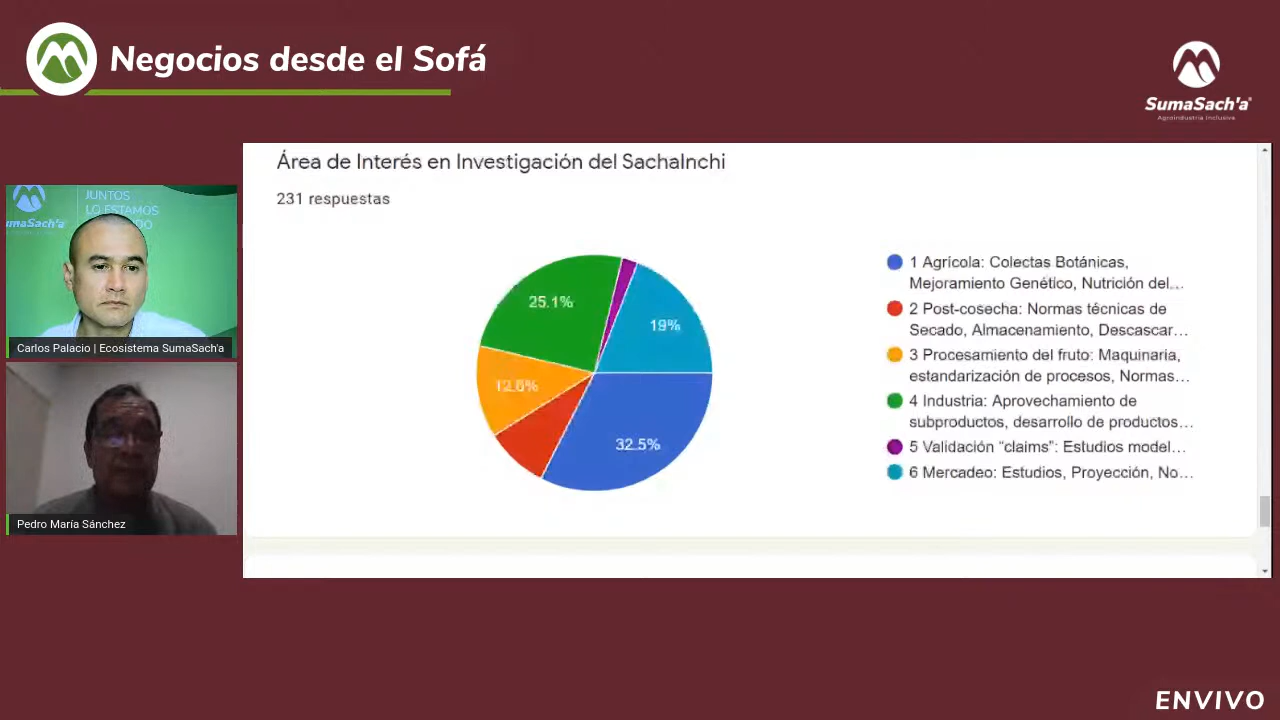 Negocios desde el Sofá
SumaSach'a
Agroindustria Inclusiva
Área de Interés en Investigación del SachaInchi
231 respuestas
JUNTOS
LO ESTAMOS
25.1%
19%
32.5%
1 Agrícola: Colectas Botánicas,
Mejoramiento Genético, Nutrición del...
2 Post-cosecha: Normas técnicas de
Secado, Almacenamiento, Descascar...
3 Procesamiento del fruto: Maquinaria,
estandarización de procesos, Normas...
4 Industria: Aprovechamiento de
subproductos, desarrollo de productos...
5 Validación “claims”: Estudios model...
6 Mercadeo: Estudios, Proyección, No...
Carlos Palacio | Ecosistema SumaSach'a
Pedro María Sánchez
ENVIVO